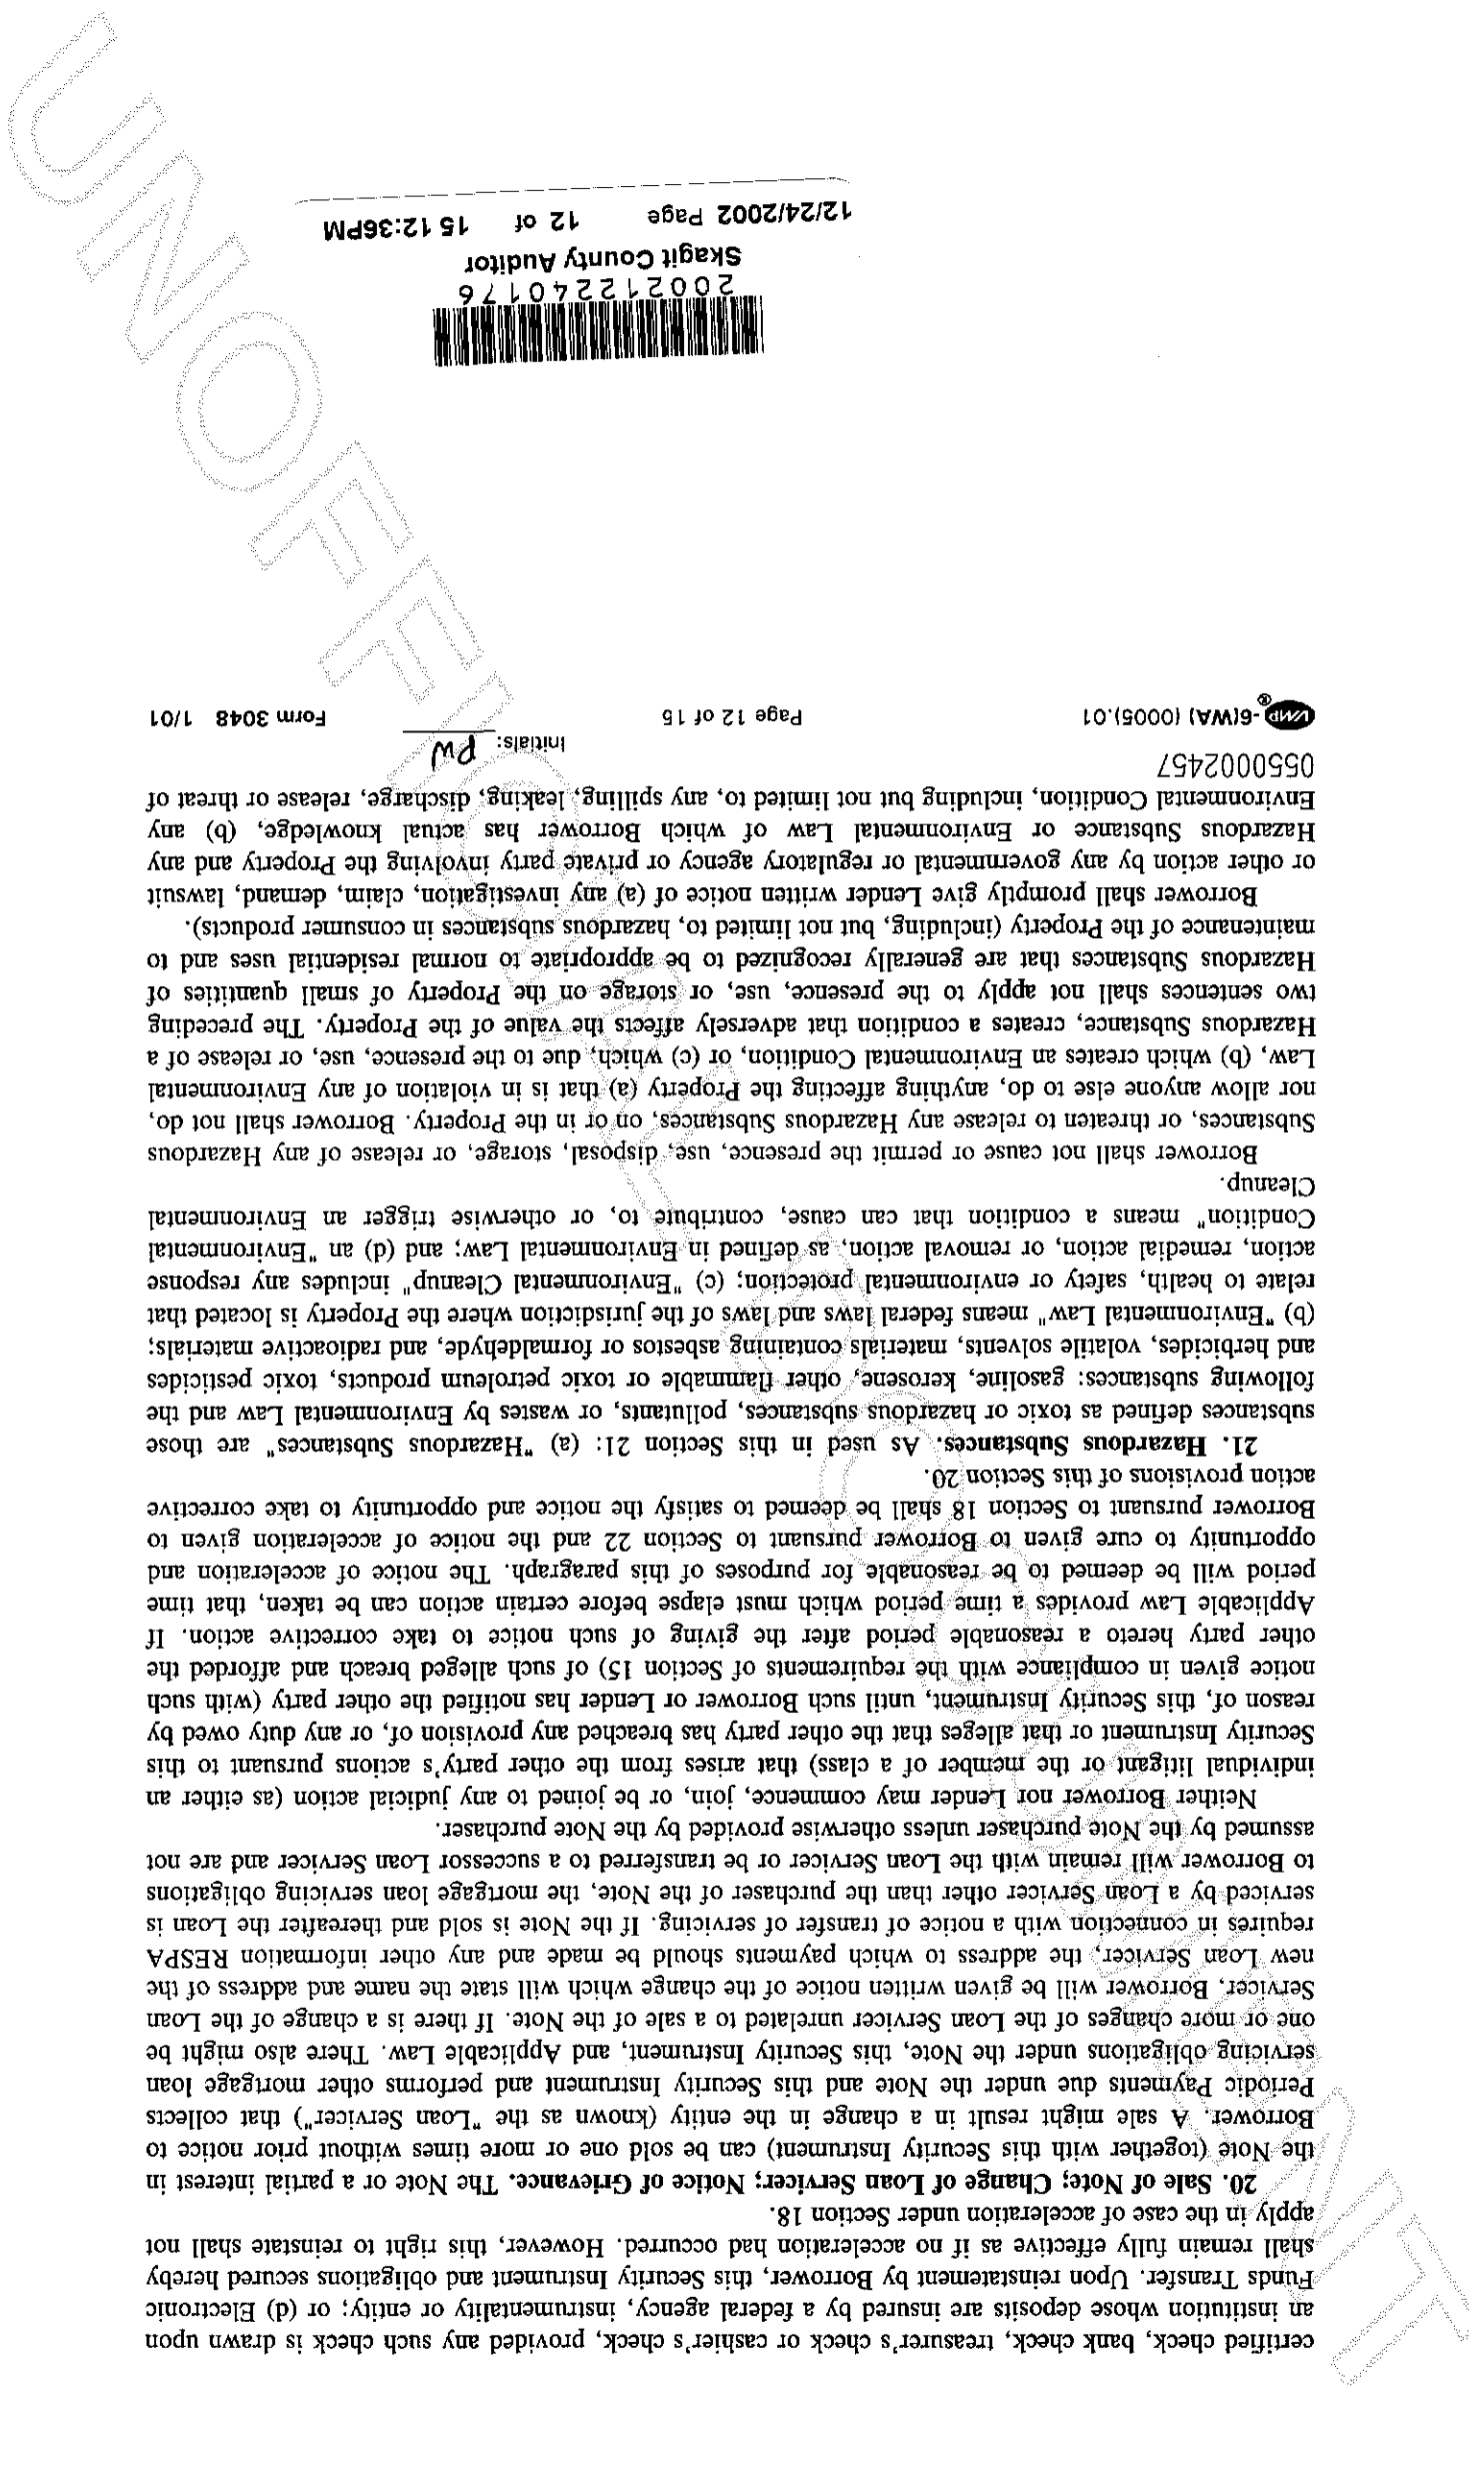 certified check, bank check, treasurer's check or cashier's check, provided any such check is drawn upon
an institution whose deposits are insured by a federal agency, instrumentality or entity; or (d) Electronic
Funds Transfer. Upon reinstatement by Borrower, this Security Instrument and obligations secured hereby
shall remain fully effective as if no acceleration had occurred. However, this right to reinstate shall not
apply in the case of acceleration under Section 18.
20. Sale of Note; Change of Loan Servicer; Notice of Grievance. The Note or a partial interest in
the Note (together with this Security Instrument) can be sold one or more times without prior notice to
Borrower. A sale might result in a change in the entity (known as the "Loan Servicer") that collects
Periodic Payments due under the Note and this Security Instrument and performs other mortgage loan
servicing obligations under the Note, this Security Instrument, and Applicable Law. There also might be
one or more changes of the Loan Servicer unrelated to a sale of the Note. If there is a change of the Loan
Servicer, Borrower will be given written notice of the change which will state the name and address of the
new Loan Servicer, the address to which payments should be made and any other information RESPA
requires in connection with a notice of transfer of servicing. If the Note is sold and thereafter the Loan is
serviced by a Loan Servicer other than the purchaser of the Note, the mortgage loan servicing obligations
to Borrower will remain with the Loan Servicer or be transferred to a successor Loan Servicer and are not
assumed by the Note purchaser unless otherwise provided by the Note purchaser.
Neither Borrower nor Lender may commence, join, or be joined to any judicial action (as either an
individual litigant or the member of a class) that arises from the other party's actions pursuant to this
Security Instrument or that alleges that the other party has breached any provision of, or any duty owed by
reason of, this Security Instrument, until such Borrower or Lender has notified the other party (with such
notice given in compliance with the requirements of Section 15) of such alleged breach and afforded the
other party hereto a reasonable period after the giving of such notice to take corrective action. If
Applicable Law provides a time period which must elapse before certain action can be taken, that time
period will be deemed to be reasonable for purposes of this paragraph. The notice of acceleration and
opportunity to cure given to Borrower pursuant to Section 22 and the notice of acceleration given to
Borrower pursuant to Section 18 shall be deemed to satisfy the notice and opportunity to take corrective
action provisions of this Section 20.
21. Hazardous Substances. As used in this Section 21: (a) "Hazardous Substances" are those
substances defined as toxic or hazardous substances, pollutants, or wastes by Environmental Law and the
following substances: gasoline, kerosene, other flammable or toxic petroleum products, toxic pesticides
and herbicides, volatile solvents, materials containing asbestos or formaldehyde, and radioactive materials;
(b) "Environmental Law" means federal laws and laws of the jurisdiction where the Property is located that
relate to health, safety or environmental protection; (c) "Environmental Cleanup" includes any response
action, remedial action, or removal action, as defined in Environmental Law; and (d) an "Environmental
Condition" means a condition that can cause, contribute to, or otherwise trigger an Environmental
Cleanup.
Borrower shall not cause or permit the presence, use, disposal, storage, or release of any Hazardous
Substances, or threaten to release any Hazardous Substances, on or in the Property. Borrower shall not do,
nor allow anyone else to do, anything affecting the Property (a) that is in violation of any Environmental
Law, (b) which creates an Environmental Condition, or (c) which, due to the presence, use, or release of a
Hazardous Substance, creates a condition that adversely affects the value of the Property. The preceding
two sentences shall not apply to the presence, use, or storage on the Property of small quantities of
Hazardous Substances that are generally recognized to be appropriate to normal residential uses and to
maintenance of the Property (including, but not limited to, hazardous substances in consumer products).
Borrower shall promptly give Lender written notice of (a) any investigation, claim, demand, lawsuit
or other action by any governmental or regulatory agency or private party involving the Property and any
Hazardous Substance or Environmental Law of which Borrower has actual knowledge, (b) any
Environmental Condition, including but not limited to, any spilling, leaking, discharge, release or threat of
0550002457
Initials: PW
VMP®-6(WA) (0005).01 Page 12 of 15 Form 3048 1/01
200212240176
Skagit County Auditor
12/24/2002 Page 12 of 15 12:36PM
UNOFFICIAL DOCUMENT